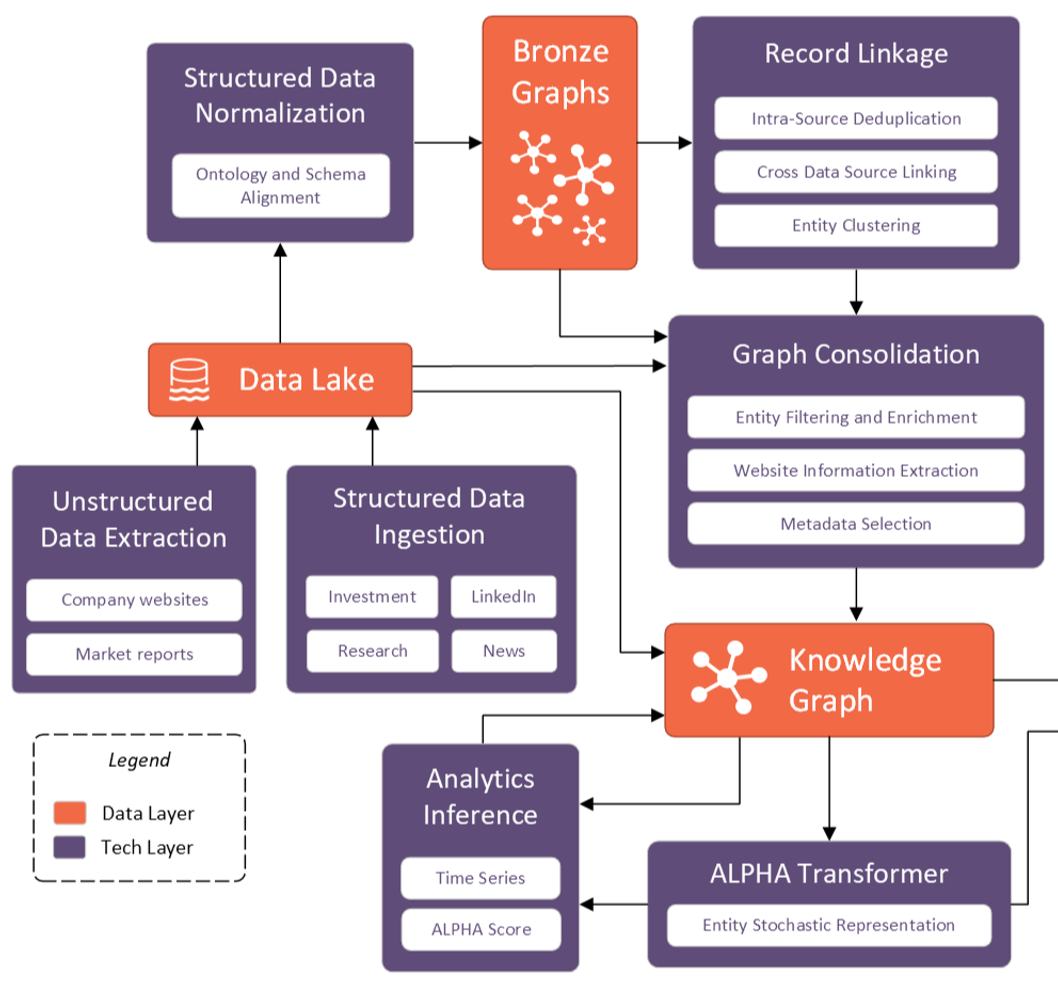 Structured Data
Normalization
Ontology and Schema
Alignment
Bronze
Graphs
Record Linkage
Intra-Source Deduplication
Cross Data Source Linking
Entity Clustering
Data Lake
Graph Consolidation
Entity Filtering and Enrichment
Website Information Extraction
Metadata Selection
Unstructured
Data Extraction
Company websites
Market reports
Structured Data
Ingestion
Investment
LinkedIn
Research
News
Knowledge
Graph
Legend
Data Layer
Tech Layer
Analytics
Inference
Time Series
ALPHA Score
ALPHA Transformer
Entity Stochastic Representation